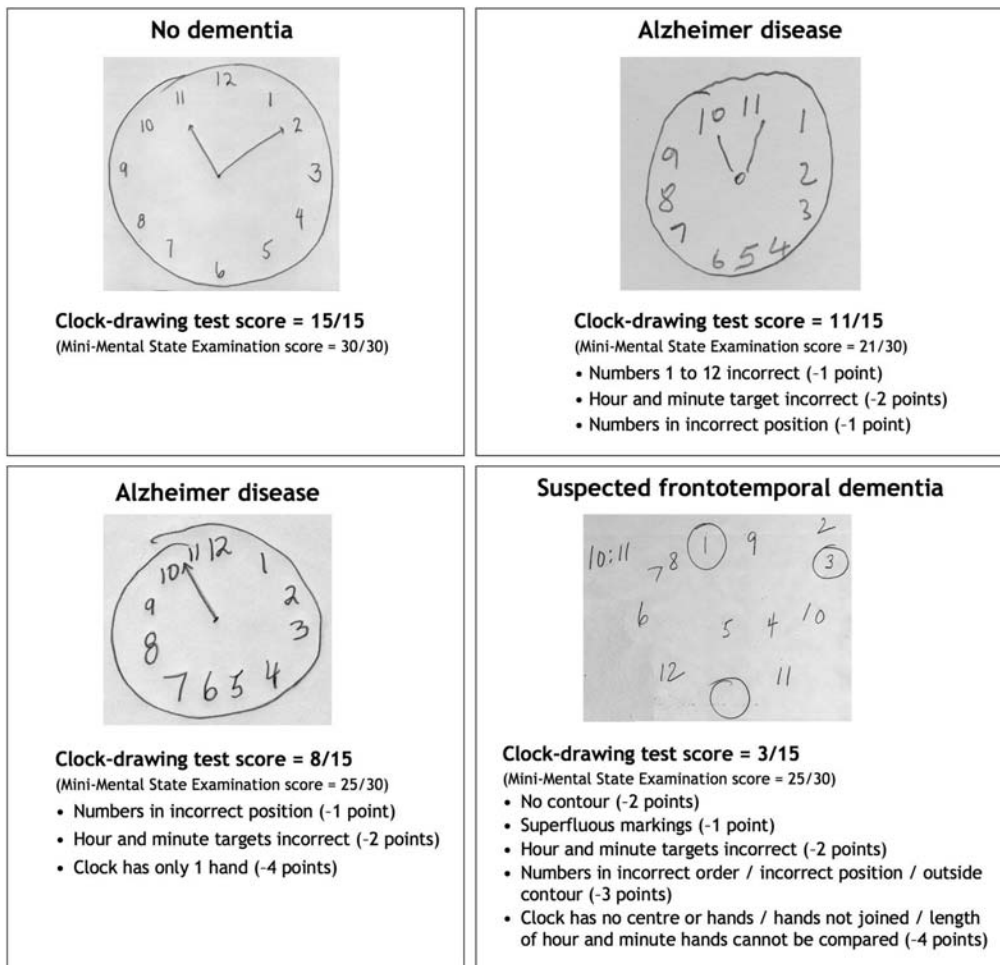 No dementia
12
11 1
10 2
9 3
8 4
7 5
6
Clock-drawing test score = 15/15
(Mini-Mental State Examination score = 30/30)
Alzheimer disease
10 11 1
9 2
8 3
7
6 5 4
Clock-drawing test score = 11/15
(Mini-Mental State Examination score = 21/30)
• Numbers 1 to 12 incorrect (–1 point)
• Hour and minute target incorrect (–2 points)
• Numbers in incorrect position (–1 point)
Alzheimer disease
10 11 12 1
9 2
8 3
7 6 5 4
Clock-drawing test score = 8/15
(Mini-Mental State Examination score = 25/30)
• Numbers in incorrect position (–1 point)
• Hour and minute targets incorrect (–2 points)
• Clock has only 1 hand (–4 points)
Suspected frontotemporal dementia
2
10:11 7 8 1 9 3
6 5 4 10
12 11
Clock-drawing test score = 3/15
(Mini-Mental State Examination score = 25/30)
• No contour (–2 points)
• Superfluous markings (–1 point)
• Hour and minute targets incorrect (–2 points)
• Numbers in incorrect order / incorrect position / outside
contour (–3 points)
• Clock has no centre or hands / hands not joined / length
of hour and minute hands cannot be compared (–4 points)